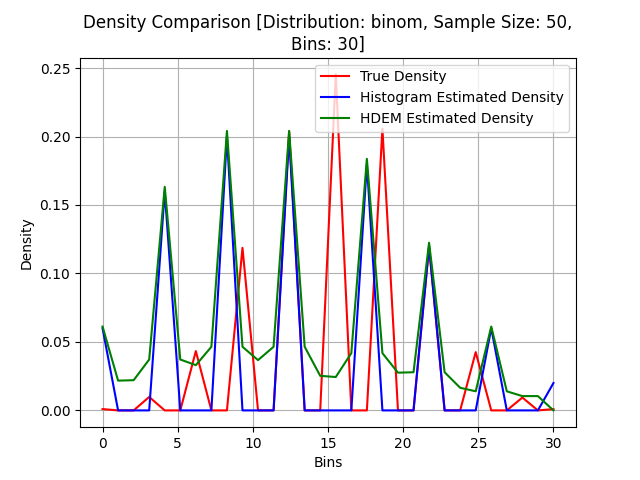 Density Comparison [Distribution: binom, Sample Size: 50,
Bins: 30]
True Density
Histogram Estimated Density
HDEM Estimated Density
Density
0.25
0.20
0.15
0.10
0.05
0.00
0 5 10 15 20 25 30
Bins